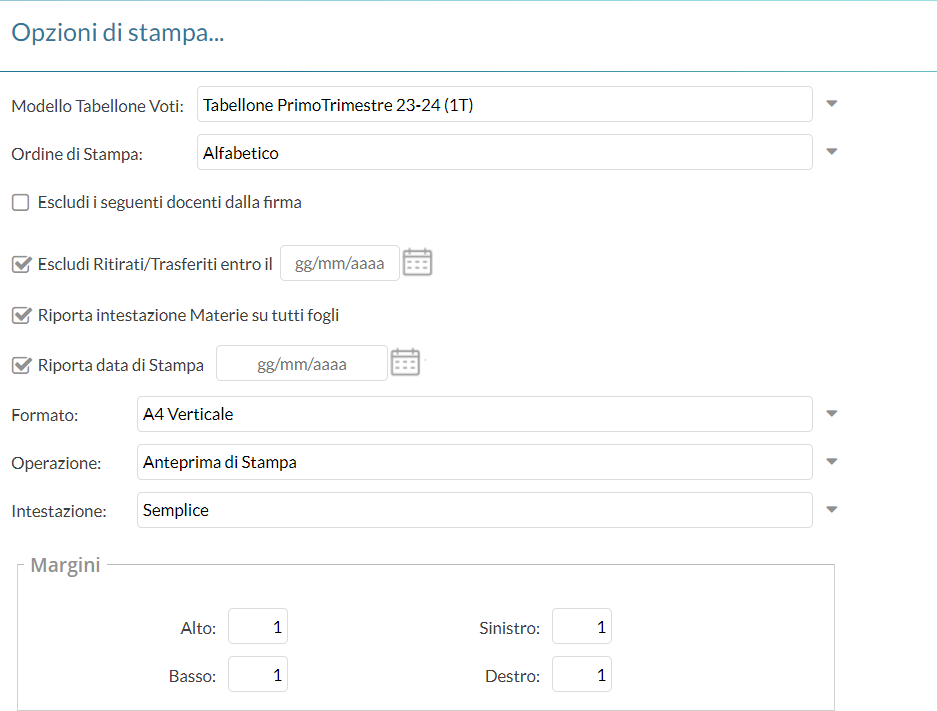 Opzioni di stampa...
Modello Tabellone Voti: Tabellone PrimoTrimestre 23-24 (1T)
Ordine di Stampa: Alfabetico
Escludi i seguenti docenti dalla firma
Escludi Ritirati/Trasferiti entro il gg/mm/aaaa
Riporta intestazione Materie su tutti fogli
Riporta data di Stampa gg/mm/aaaa
Formato: A4 Verticale
Operazione: Anteprima di Stampa
Intestazione: Semplice
Margini
Alto: 1 Sinistro: 1
Basso: 1 Destro: 1